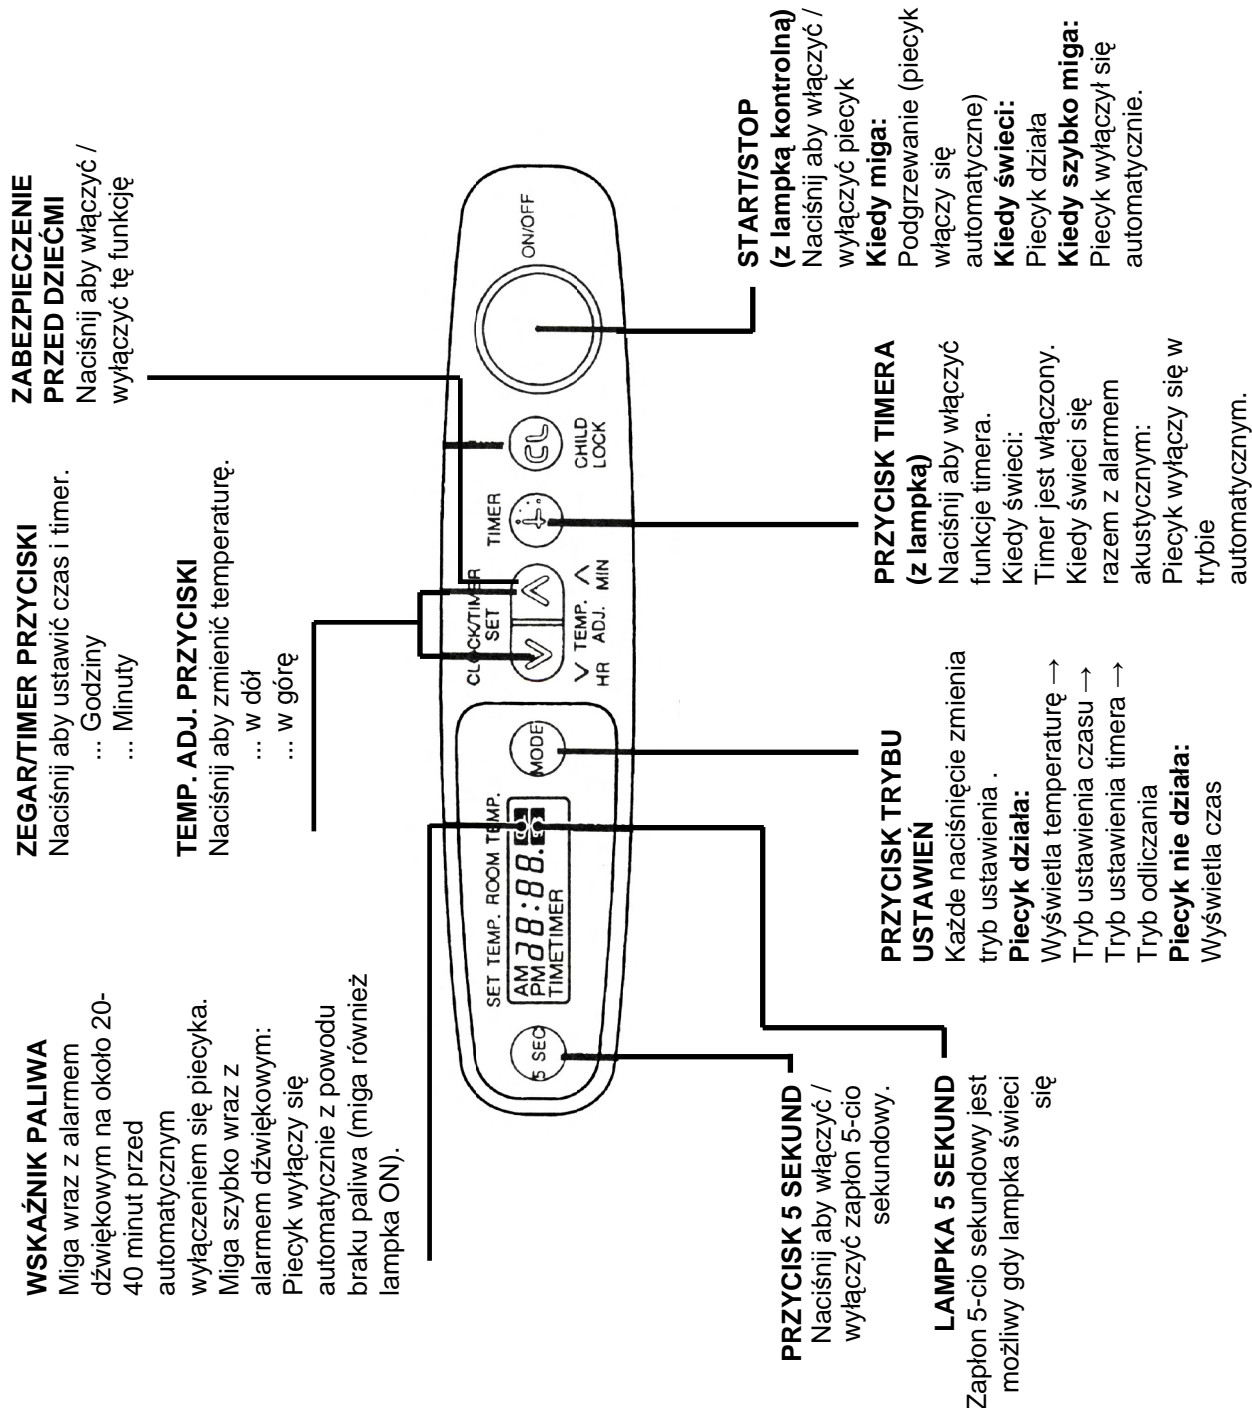 WSKAŹNIK PALIWA
Miga wraz z alarmem
dźwiękowym na około 20-
40 minut przed
automatycznym
wyłączeniem się piecyka.
Miga szybko wraz z
alarmem dźwiękowym:
Piecyk wyłączy się
automatycznie z powodu
braku paliwa (miga również
lampka ON).
ZEGAR/TIMER PRZYCISKI
Naciśnij aby ustawić czas i timer.
... Godziny
... Minuty
TEMP. ADJ. PRZYCISKI
Naciśnij aby zmienić temperaturę.
... w dół
... w górę
ZABEZPIECZENIE
PRZED DZIEĆMI
Naciśnij aby włączyć /
wyłączyć tę funkcję
5 SEC
SET TEMP. ROOM TEMP.
AM
PM 88:88.
TIMETIMER
MODE
CLOCK/TIMER
SET
TEMP.
HR ADJ. MIN
TIMER
CL
CHILD
LOCK
ON/OFF
PRZYCISK 5 SEKUND
Naciśnij aby włączyć /
wyłączyć zapłon 5-cio
sekundowy.
LAMPKA 5 SEKUND
Zapłon 5-cio sekundowy jest
możliwy gdy lampka świeci
się
PRZYCISK TRYBU
USTAWIEŃ
Każde naciśnięcie zmienia
tryb ustawienia .
Piecyk działa:
Wyświetla temperaturę →
Tryb ustawienia czasu →
Tryb ustawienia timera →
Tryb odliczania
Piecyk nie działa:
Wyświetla czas
PRZYCISK TIMERA
(z lampką)
Naciśnij aby włączyć
funkcje timera.
Kiedy świeci:
Timer jest włączony.
Kiedy świeci się
razem z alarmem
akustycznym:
Piecyk wyłączy się w
trybie
automatycznym.
START/STOP
(z lampką kontrolną)
Naciśnij aby włączyć /
wyłączyć piecyk
Kiedy miga:
Podgrzewanie (piecyk
włączy się
automatyczne)
Kiedy świeci:
Piecyk działa
Kiedy szybko miga:
Piecyk wyłączył się
automatycznie.